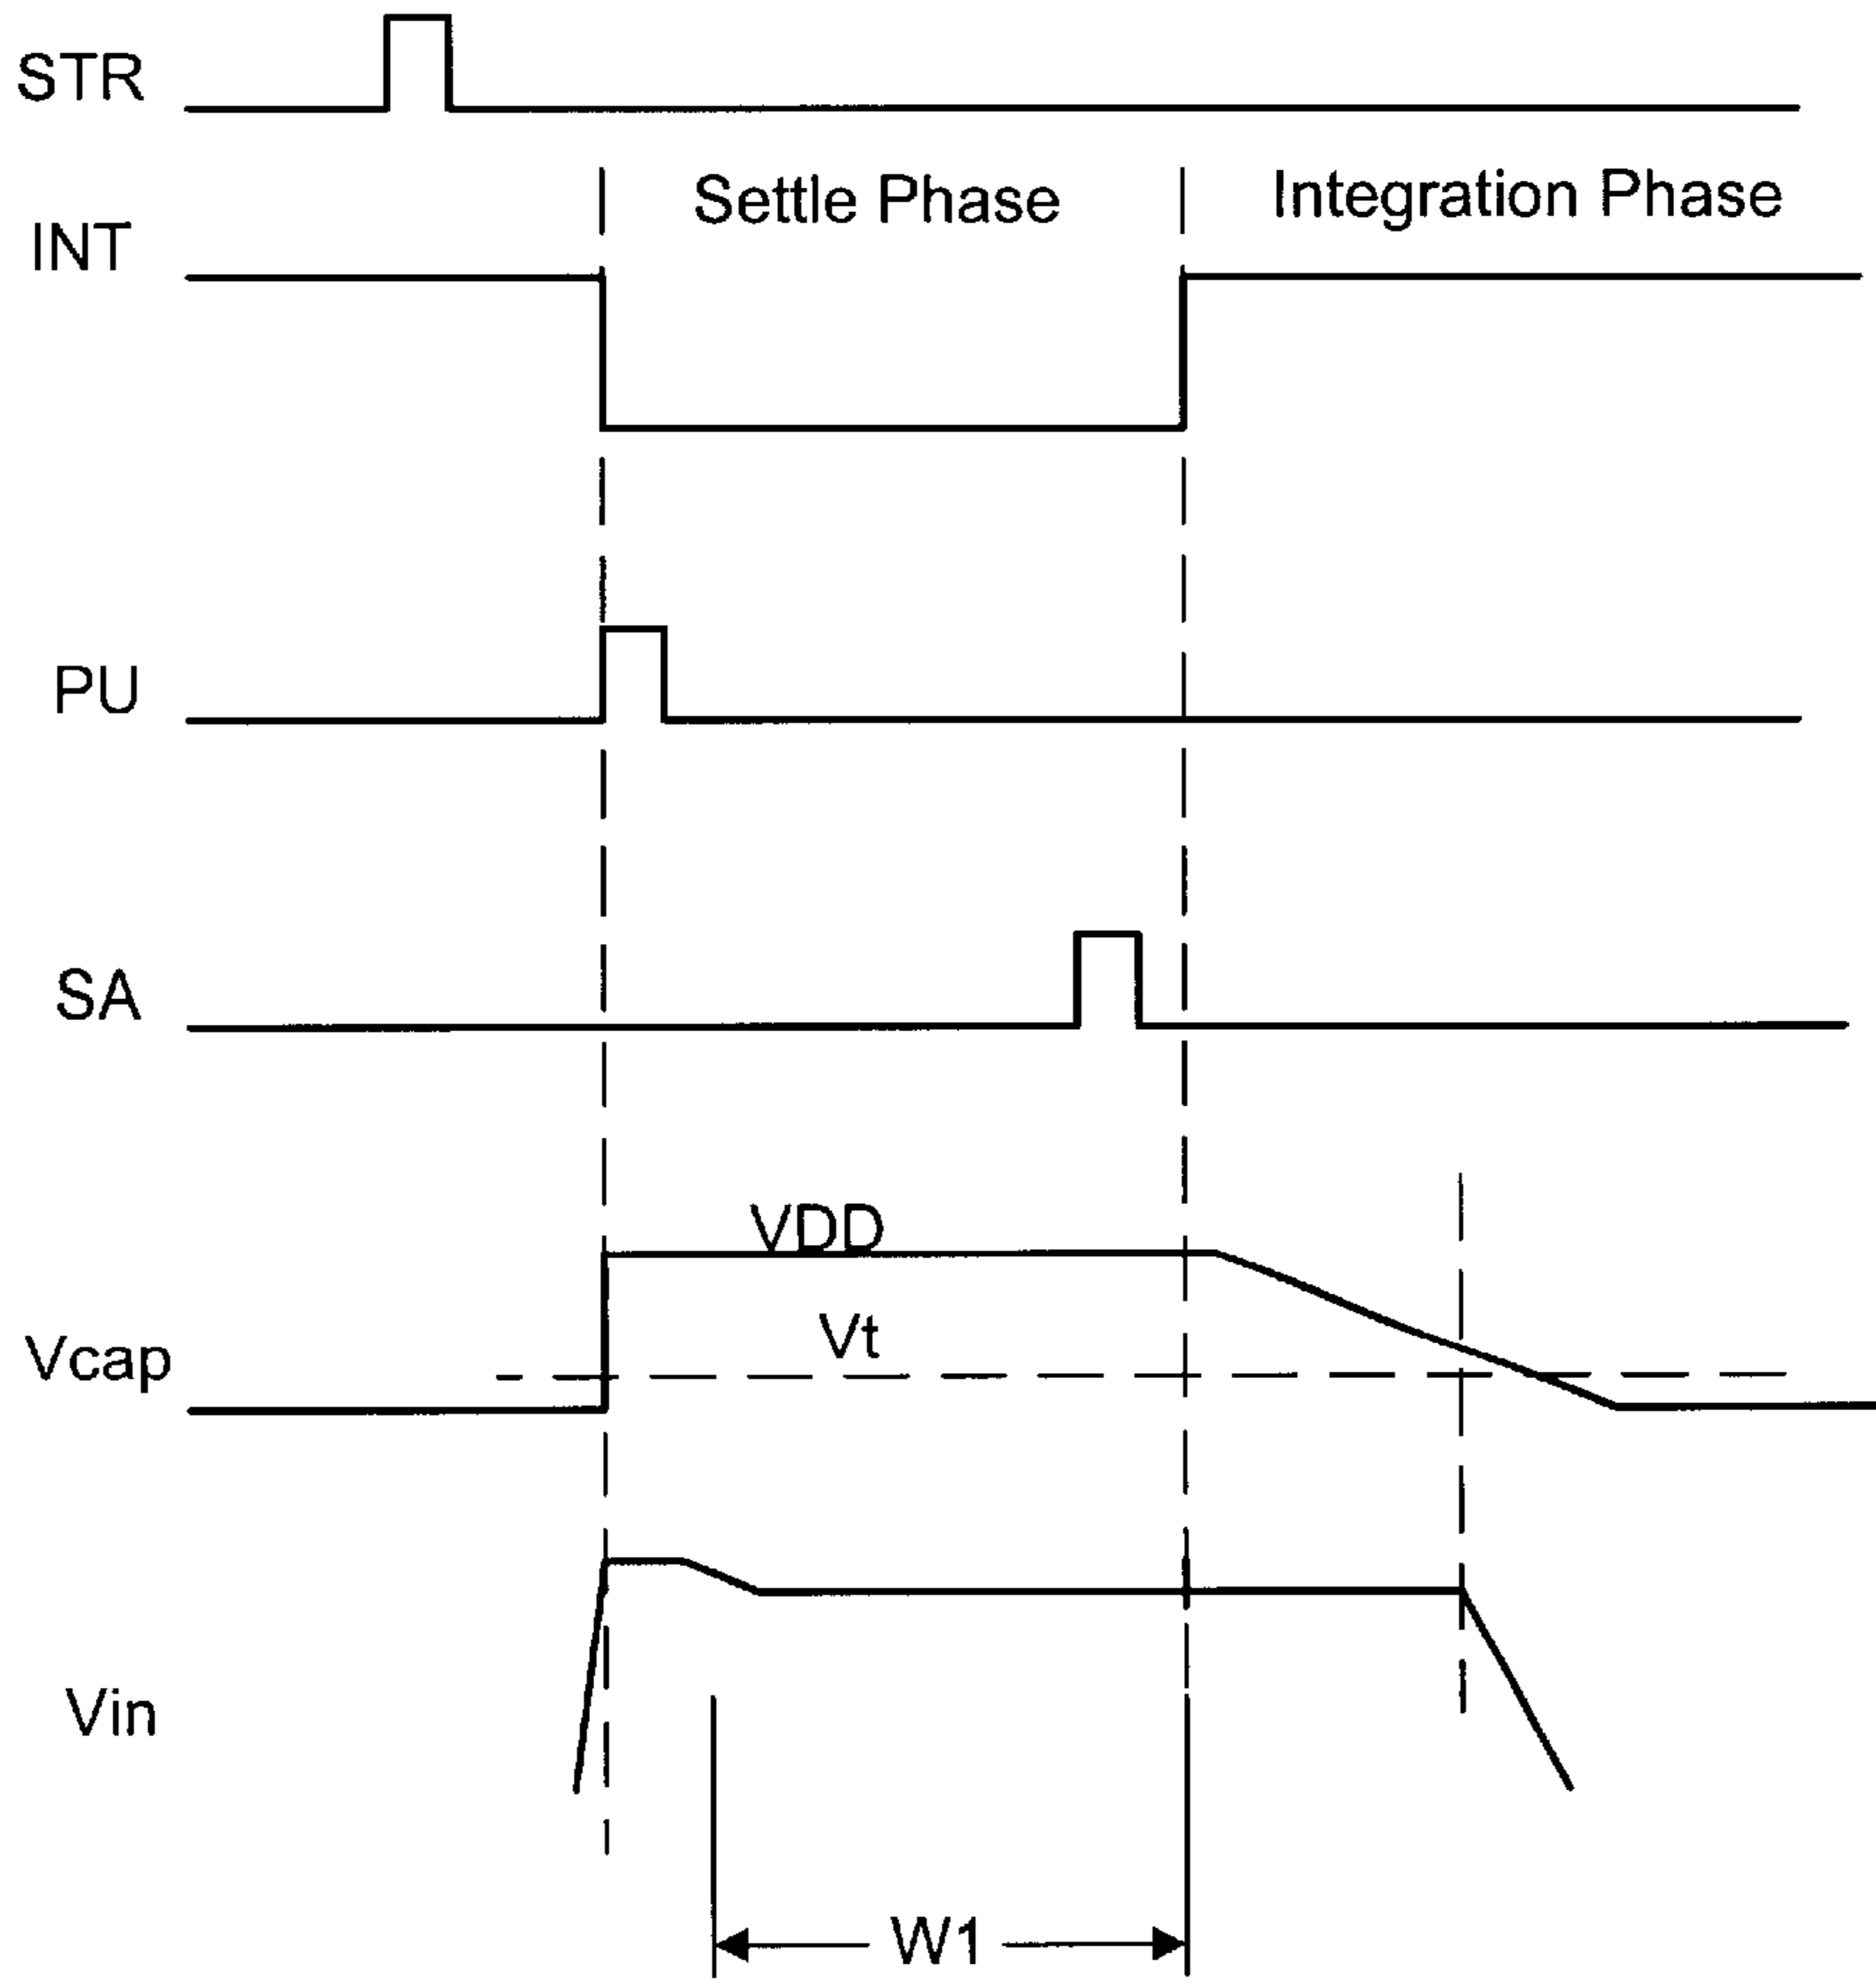 STR
Settle Phase
Integration Phase
INT
PU
SA
VDD
Vt
Vcap
Vin
W1